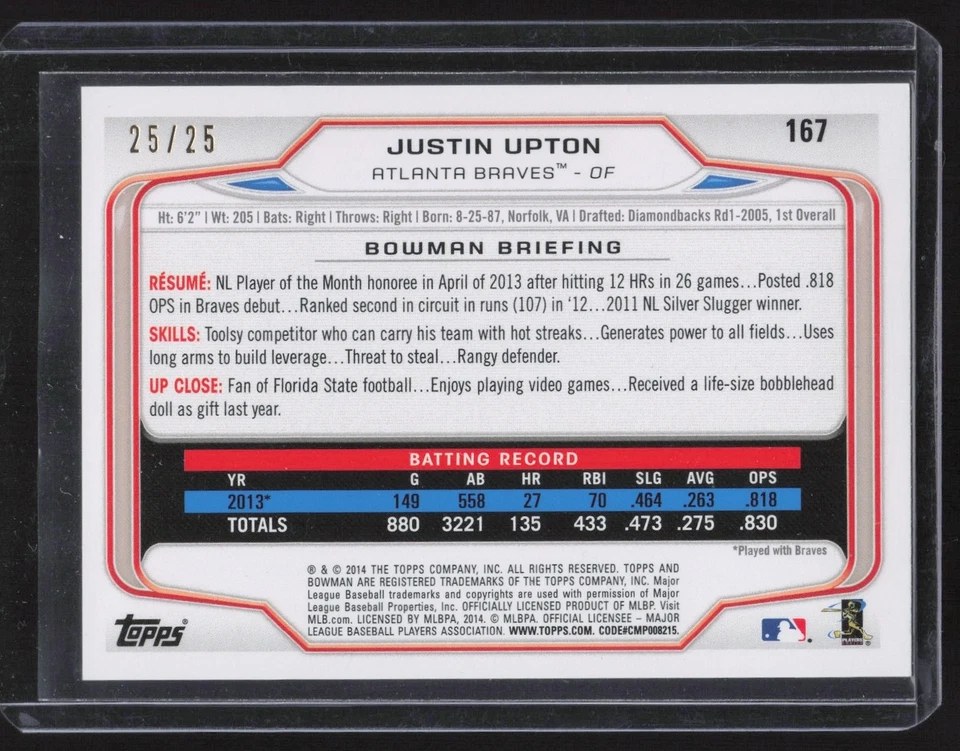 25/25
167
JUSTIN UPTON
ATLANTA BRAVES™ - OF
Ht: 6'2" | Wt: 205 | Bats: Right | Throws: Right | Born: 8-25-87, Norfolk, VA | Drafted: Diamondbacks Rd1-2005, 1st Overall
BOWMAN BRIEFING
RÉSUMÉ: NL Player of the Month honoree in April of 2013 after hitting 12 HRs in 26 games...Posted .818
OPS in Braves debut...Ranked second in circuit in runs (107) in '12...2011 NL Silver Slugger winner.
SKILLS: Toolsy competitor who can carry his team with hot streaks...Generates power to all fields...Uses
long arms to build leverage...Threat to steal...Rangy defender.
UP CLOSE: Fan of Florida State football...Enjoys playing video games...Received a life-size bobblehead
doll as gift last year.
BATTING RECORD
YR G AB HR RBI SLG AVG OPS
2013* 149 558 27 70 .464 .263 .818
TOTALS 880 3221 135 433 .473 .275 .830
*Played with Braves
® & © 2014 THE TOPPS COMPANY, INC. ALL RIGHTS RESERVED. TOPPS AND
BOWMAN ARE REGISTERED TRADEMARKS OF THE TOPPS COMPANY, INC. Major
League Baseball trademarks and copyrights are used with permission of Major
League Baseball Properties, Inc. OFFICIALLY LICENSED PRODUCT OF MLBP. Visit
MLB.com. LICENSED BY MLBPA, 2014. © MLBPA. OFFICIAL LICENSEE – MAJOR
LEAGUE BASEBALL PLAYERS ASSOCIATION. WWW.TOPPS.COM. CODE#CMP008215.
TOPPS®